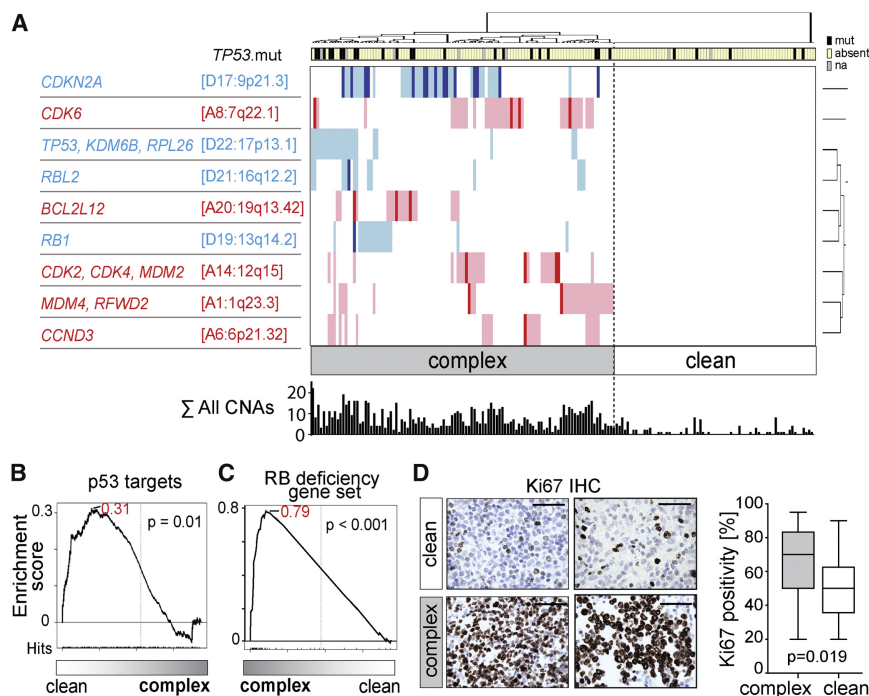 A
TP53.mut
mut
absent
na
CDKN2A [D17:9p21.3]
CDK6 [A8:7q22.1]
TP53, KDM6B, RPL26 [D22:17p13.1]
RBL2 [D21:16q12.2]
BCL2L12 [A20:19q13.42]
RB1 [D19:13q14.2]
CDK2, CDK4, MDM2 [A14:12q15]
MDM4, RFWD2 [A1:1q23.3]
CCND3 [A6:6p21.32]
complex clean
∑ All CNAs
20
10
0
B
p53 targets
0.3
0.31
p = 0.01
Enrichment
score
0
Hits
clean complex
C
RB deficiency
gene set
0.8
0.79
p < 0.001
0
complex clean
D
Ki67 IHC
clean
complex
Ki67 positivity [%]
100
80
60
40
20
0
p=0.019
complex clean